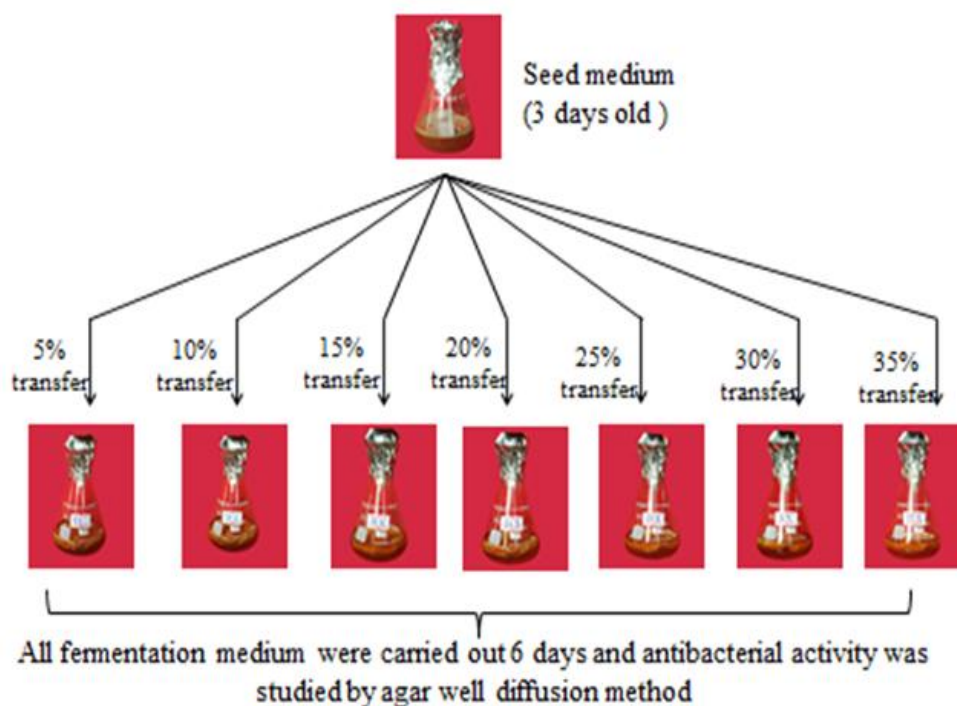 Seed medium
(3 days old )
5%
transfer
10%
transfer
15%
transfer
20%
transfer
25%
transfer
30%
transfer
35%
transfer
All fermentation medium were carried out 6 days and antibacterial activity was
studied by agar well diffusion method